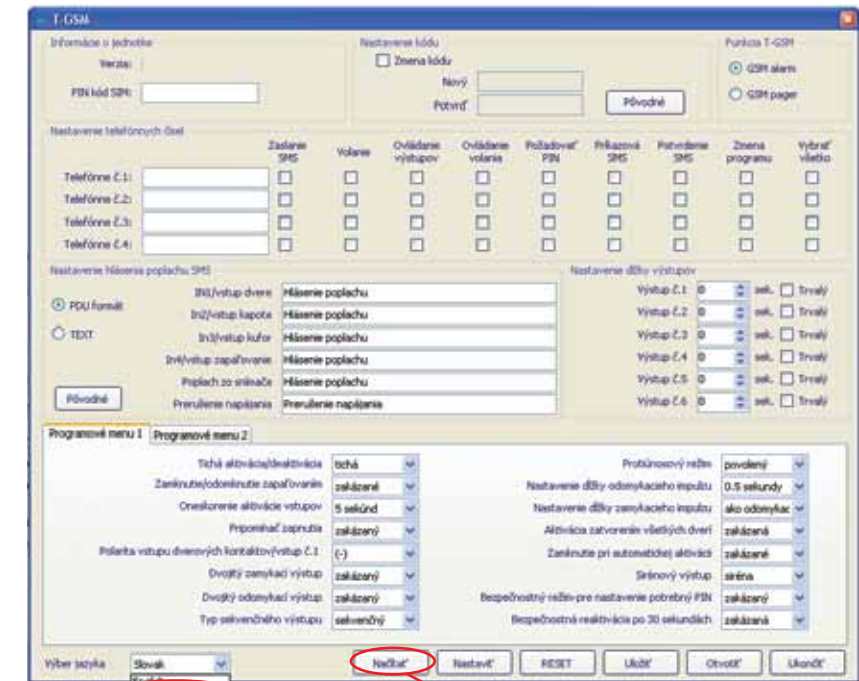 T-GSM
Informácie o jednotke
Nastavenie kódu
Funkcia T-GSM
Verzia:
Zmena kódu
GSM alarm
PIN kód SIM:
Nový
Potvrď
Pôvodné
GSM pager
Nastavenie telefónnych čísel
Zaslanie SMS
Volanie
Ovládanie výstupov
Ovládanie volania
Požadovať PIN
Príkazová SMS
Potvrdenie SMS
Zmena programu
Vybrať všetko
Telefónne č.1:
Telefónne č.2:
Telefónne č.3:
Telefónne č.4:
Nastavenie hlásenia poplachu SMS
Nastavenie dĺžky výstupov
PDU formát
TEXT
Pôvodné
IN1/vstup dvere Hlásenie poplachu
In2/vstup kapota Hlásenie poplachu
In3/vstup kufor Hlásenie poplachu
In4/vstup zapaľovanie Hlásenie poplachu
Poplach zo snímača Hlásenie poplachu
Prerušenie napájania Prerušenie napájania
Výstup č.1 0 sek. Trvalý
Výstup č.2 0 sek. Trvalý
Výstup č.3 0 sek. Trvalý
Výstup č.4 0 sek. Trvalý
Výstup č.5 0 sek. Trvalý
Výstup č.6 0 sek. Trvalý
Programové menu 1 Programové menu 2
Tichá aktivácia/deaktivácia tichá
Zamknutie/odomknutie zapaľovaním zakázané
Oneskorenie aktivácie vstupov 5 sekúnd
Pripomínač zapnutia zakázaný
Polarita vstupu dverových kontaktov/vstup č.1 (-)
Dvojitý zamykací výstup zakázaný
Dvojitý odomykací výstup zakázaný
Typ sekvenčného výstupu sekvenčný
Protiúnosový režim povolený
Nastavenie dĺžky odomykacieho impulzu 0.5 sekundy
Nastavenie dĺžky zamykacieho impulzu ako odomykac
Aktivácia zatvorením všetkých dverí zakázaná
Zamknutie pri automatickej aktivácii zakázané
Sirénový výstup siréna
Bezpečnostný režim-pre nastavenie potrebný PIN zakázaný
Bezpečnostná reaktivácia po 30 sekundách zakázaná
Výber jazyka Slovak
Načítať Nastaviť RESET Uložiť Otvoriť Ukončiť